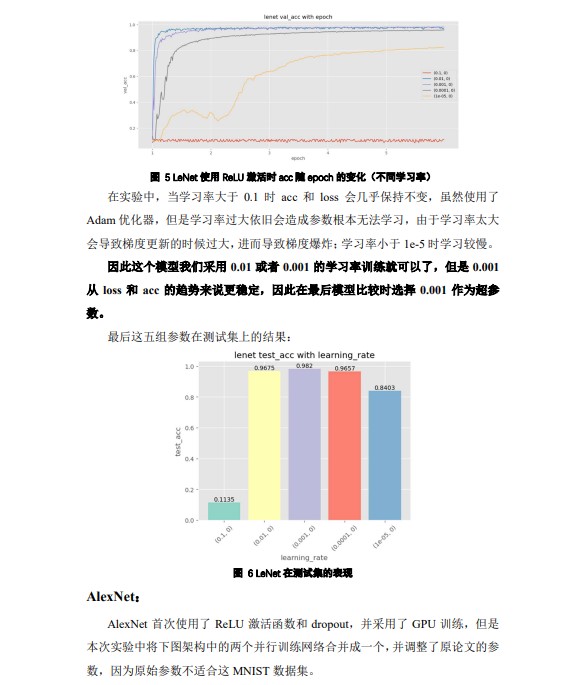 lenet val_acc with epoch
1.0
0.8
0.6
0.4
0.2
val_acc
(0.1, 0)
(0.01, 0)
(0.001, 0)
(0.0001, 0)
(1e-05, 0)
1
2
3
4
5
epoch
图 5 LeNet 使用 ReLU 激活时 acc 随 epoch 的变化（不同学习率）
在实验中，当学习率大于 0.1 时 acc 和 loss 会几乎保持不变，虽然使用了
Adam 优化器，但是学习率过大依旧会造成参数根本无法学习，由于学习率太大
会导致梯度更新的时候过大，进而导致梯度爆炸；学习率小于 1e-5 时学习较慢。
因此这个模型我们采用 0.01 或者 0.001 的学习率训练就可以了，但是 0.001
从 loss 和 acc 的趋势来说更稳定，因此在最后模型比较时选择 0.001 作为超参
数。
最后这五组参数在测试集上的结果：
lenet test_acc with learning_rate
1.0
0.8
0.6
0.4
0.2
0.0
test_acc
0.1135
0.9675
0.982
0.9657
0.8403
(0.1, 0)
(0.01, 0)
(0.001, 0)
(0.0001, 0)
(1e-05, 0)
learning_rate
图 6 LeNet 在测试集的表现
AlexNet：
AlexNet 首次使用了 ReLU 激活函数和 dropout，并采用了 GPU 训练，但是
本次实验中将下图架构中的两个并行训练网络合并成一个，并调整了原论文的参
数，因为原始参数不适合这 MNIST 数据集。